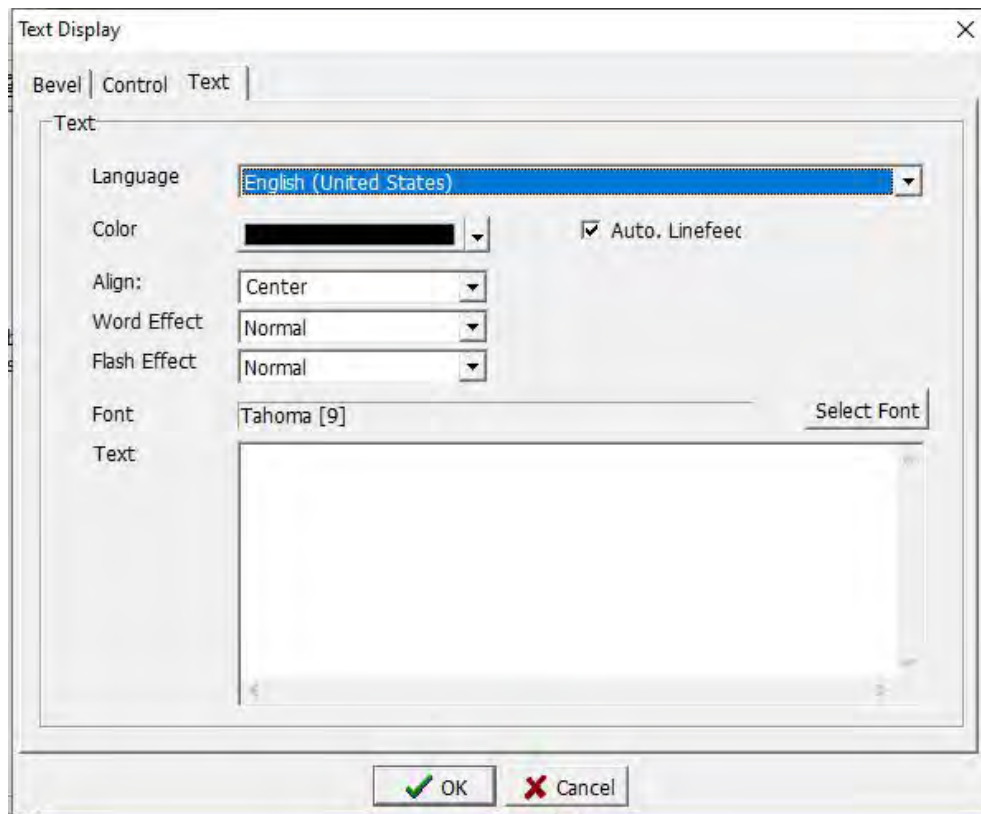 Text Display
Bevel Control Text
Text
Language English (United States)
Color Auto. Linefeed
Align: Center
Word Effect Normal
Flash Effect Normal
Font Tahoma [9] Select Font
Text
OK Cancel